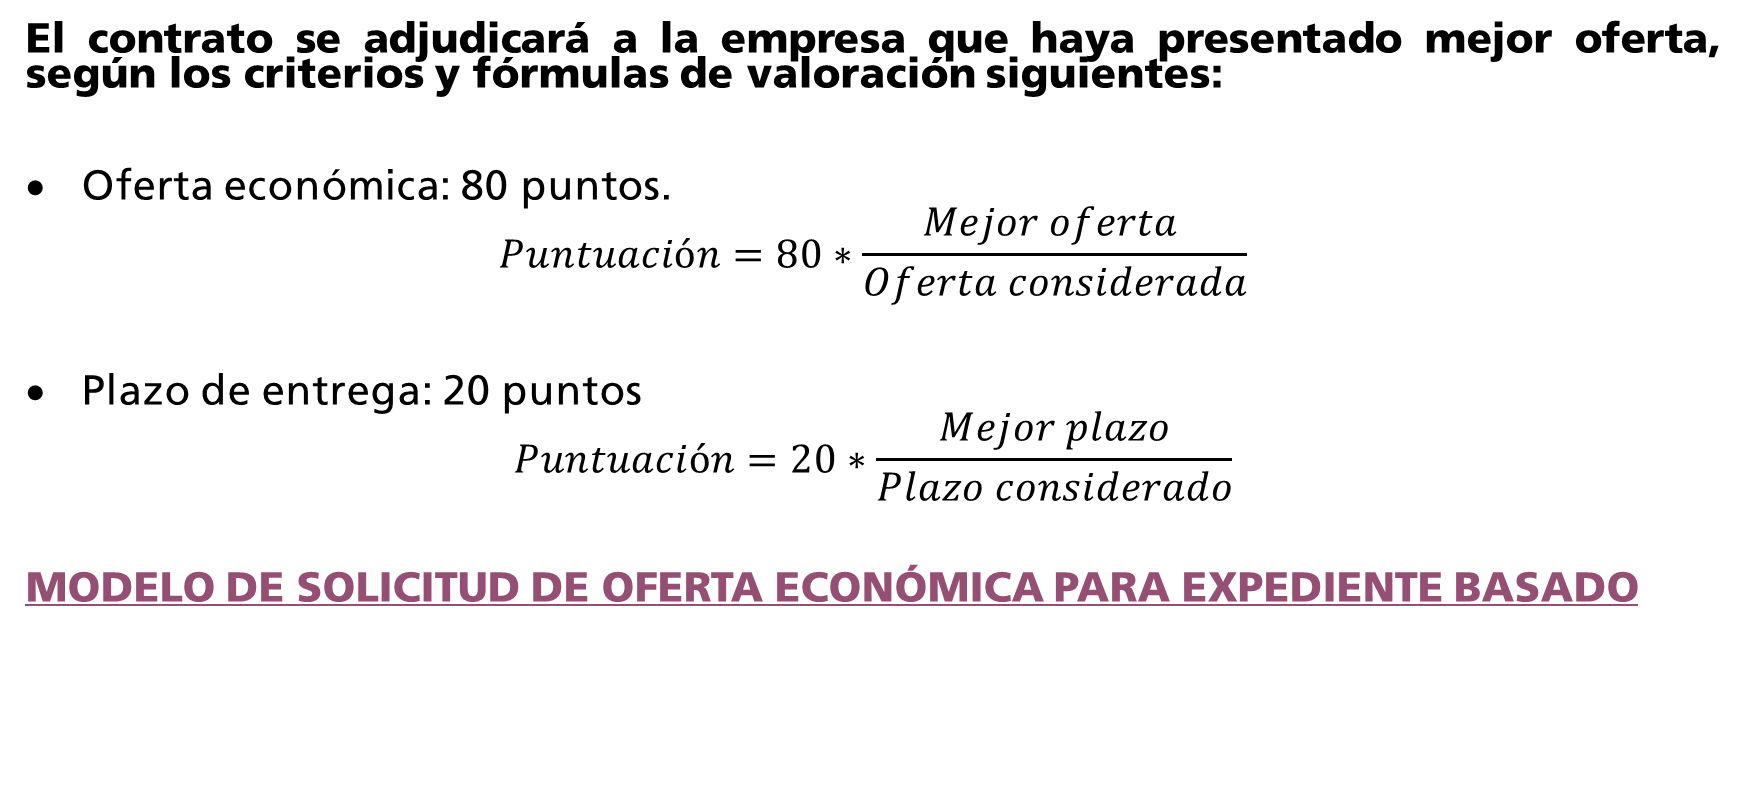 El contrato se adjudicará a la empresa que haya presentado mejor oferta,
según los criterios y fórmulas de valoración siguientes:
• Oferta económica: 80 puntos.
Puntuación = 80 * Mejor oferta / Oferta considerada
• Plazo de entrega: 20 puntos
Puntuación = 20 * Mejor plazo / Plazo considerado
MODELO DE SOLICITUD DE OFERTA ECONÓMICA PARA EXPEDIENTE BASADO